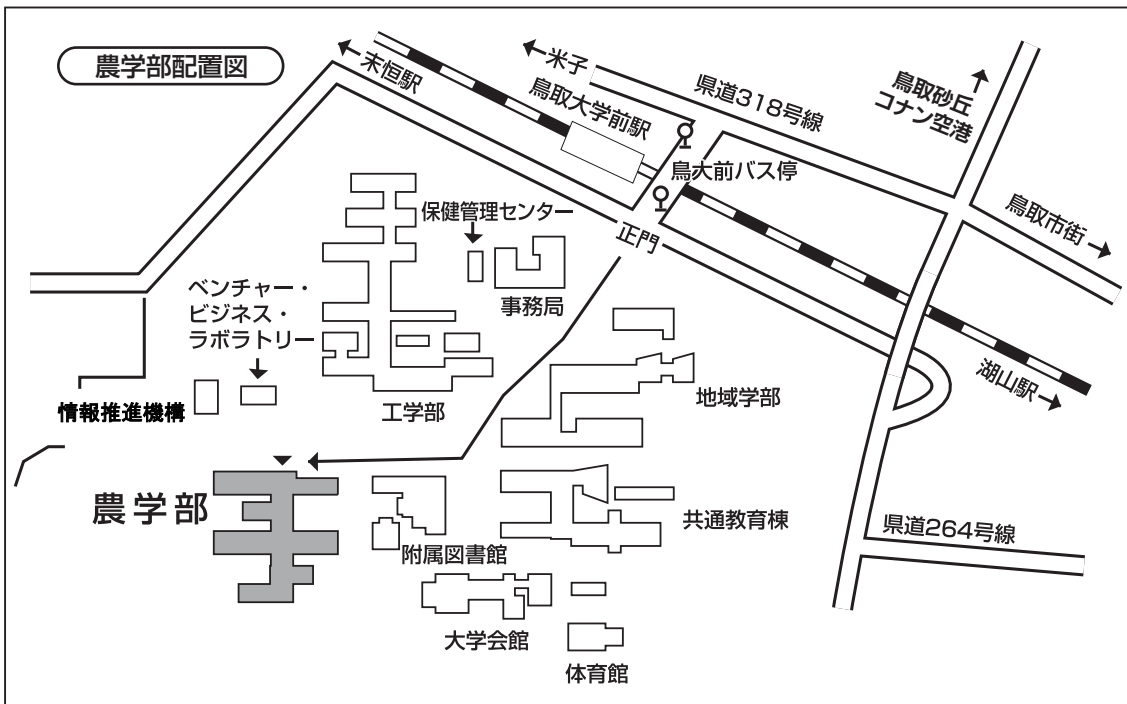 農学部配置図
末恒駅
米子
県道318号線
鳥取砂丘
コナン空港
鳥取大学前駅
鳥大前バス停
鳥取市街
保健管理センター
正門
事務局
ベンチャー・
ビジネス・
ラボラトリー
湖山駅
情報推進機構
工学部
地域学部
農学部
共通教育棟
県道264号線
附属図書館
大学会館
体育館